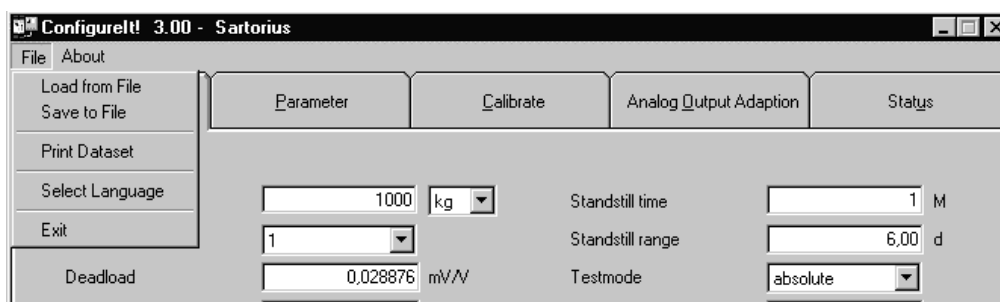 ConfigureIt! 3.00 - Sartorius
File About
Load from File
Save to File
Print Dataset
Select Language
Exit
Parameter Calibrate Analog Output Adaption Status
1000 kg Standstill time 1 M
1 Standstill range 6,00 d
Deadload 0,028876 mV/V Testmode absolute